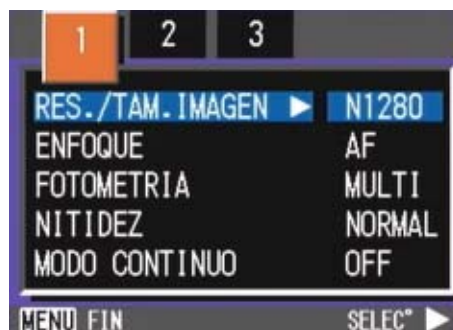 1 2 3
RES./TAM.IMAGEN ▶ N1280
ENFOQUE AF
FOTOMETRIA MULTI
NITIDEZ NORMAL
MODO CONTINUO OFF
MENU FIN SELEC° ▶